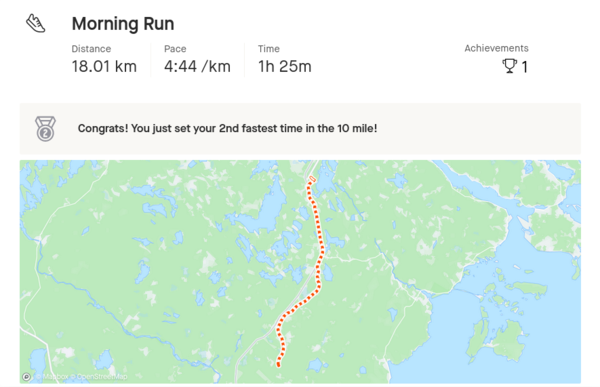 Morning Run
Distance
Pace
Time
Achievements
18.01 km
4:44 /km
1h 25m
1
2
Congrats! You just set your 2nd fastest time in the 10 mile!
© Mapbox © OpenStreetMap